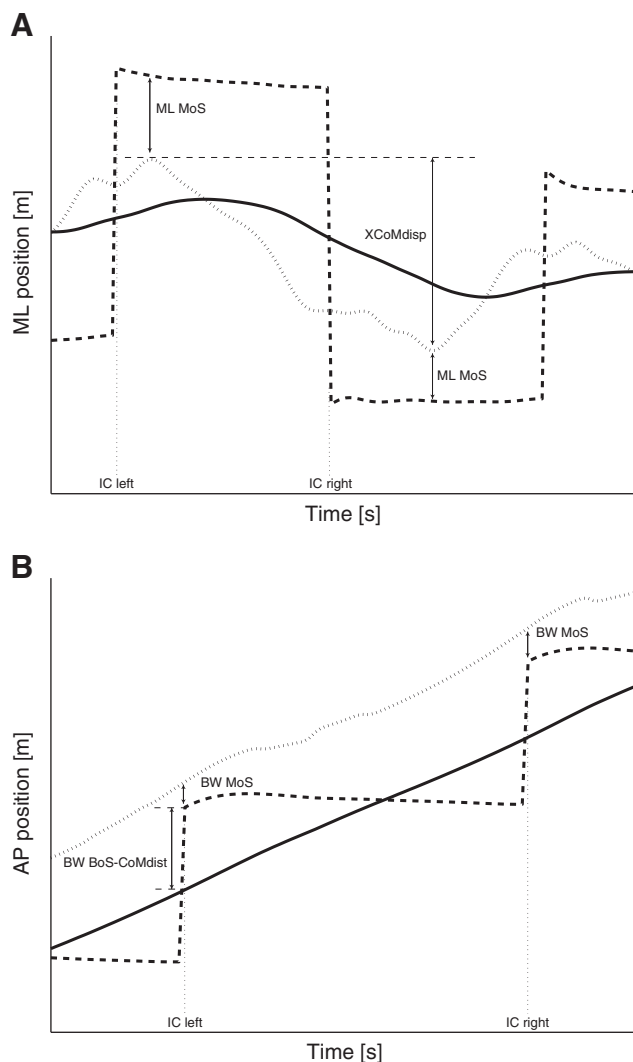 A
ML position [m]
ML MoS
XCoMdisp
ML MoS
IC left
IC right
Time [s]
B
AP position [m]
BW MoS
BW MoS
BW BoS-CoMdist
IC left
IC right
Time [s]